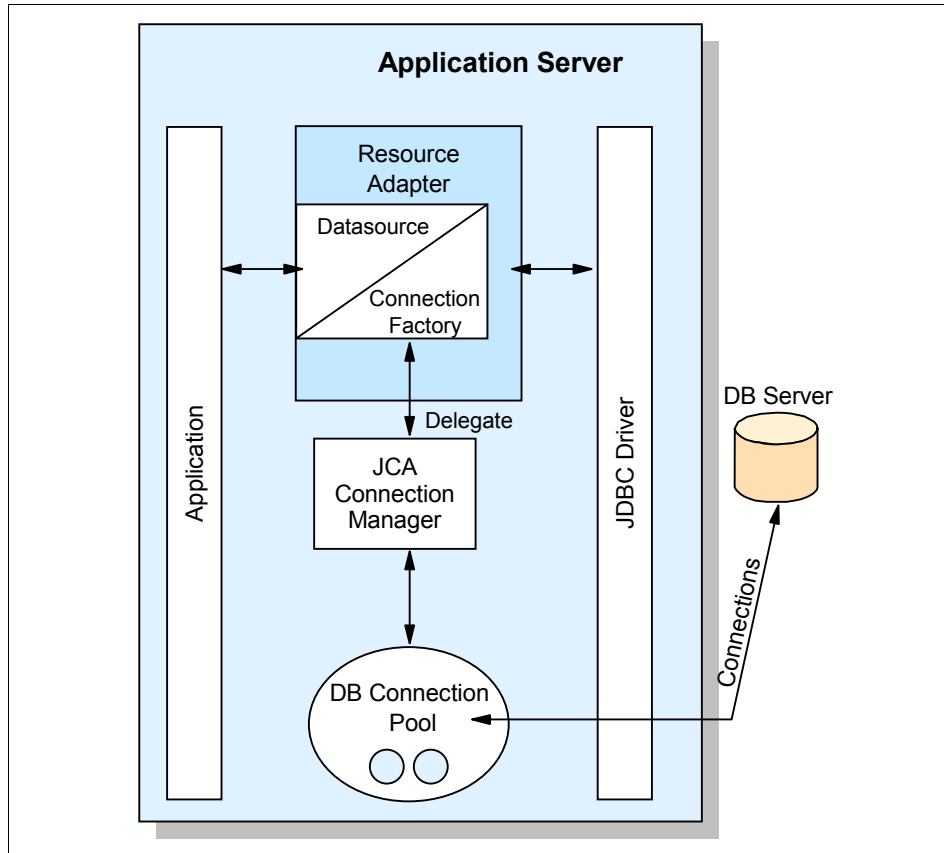 Application Server
Resource
Adapter
Datasource
Connection
Factory
Delegate
Application
JCA
Connection
Manager
JDBC Driver
DB Server
Connections
DB Connection
Pool